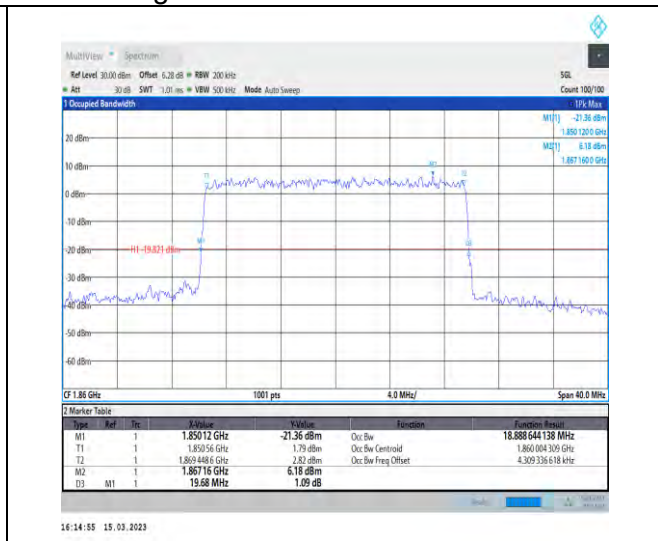 MultiView Spectrum
Ref Level 30.00 dBm Offset 6.28 dB RBW 200 kHz SGL
Att 30 dB SWT 1.01 ms VBW 500 kHz Mode Auto Sweep Count 100/100
1 Occupied Bandwidth 1Pk Max
M1[1] -21.36 dBm
1.850 120 0 GHz
M2[1] 6.18 dBm
1.867 160 0 GHz
20 dBm
10 dBm
M2
T1 T2
0 dBm
-10 dBm
M1
-20 dBm H1 -19.821 dBm
D3
-30 dBm
-40 dBm
-50 dBm
-60 dBm
CF 1.86 GHz 1001 pts 4.0 MHz/ Span 40.0 MHz
2 Marker Table
Type Ref Trc X-Value Y-Value Function Function Result
M1 1 1.85012 GHz -21.36 dBm Occ Bw 18.888 644 138 MHz
T1 1 1.850 56 GHz 1.79 dBm Occ Bw Centroid 1.860 004 309 GHz
T2 1 1.869 448 6 GHz 2.82 dBm Occ Bw Freq Offset 4.309 336 618 kHz
M2 1 1.86716 GHz 6.18 dBm
D3 M1 1 19.68 MHz 1.09 dB
16:14:55 15.03.2023